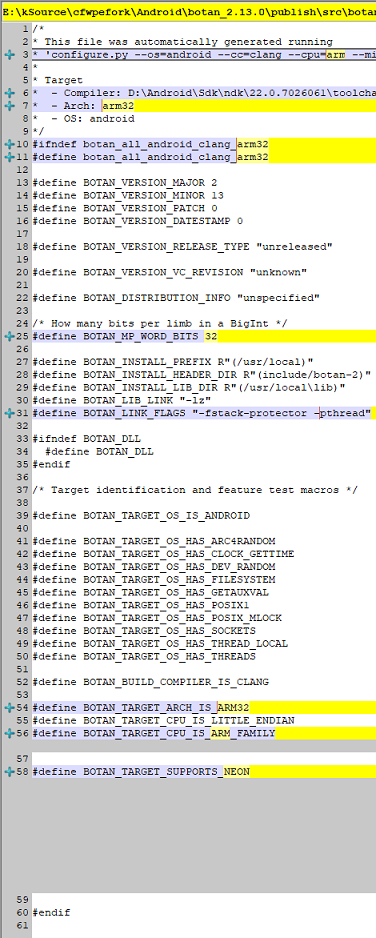 E:\kSource\cfwpefork\Android\botan_2.13.0\publish\src\botan
1 /*
2 * This file was automatically generated running
3 * 'configure.py --os=android --cc=clang --cpu=arm --mi
4 *
5 * Target
6 *  - Compiler: D:\Android\Sdk\ndk\22.0.7026061\toolcha
7 *  - Arch: arm32
8 *  - OS: android
9 */
10 #ifndef botan_all_android_clang_arm32
11 #define botan_all_android_clang_arm32
12
13 #define BOTAN_VERSION_MAJOR 2
14 #define BOTAN_VERSION_MINOR 13
15 #define BOTAN_VERSION_PATCH 0
16 #define BOTAN_VERSION_DATESTAMP 0
17
18 #define BOTAN_VERSION_RELEASE_TYPE "unreleased"
19
20 #define BOTAN_VERSION_VC_REVISION "unknown"
21
22 #define BOTAN_DISTRIBUTION_INFO "unspecified"
23
24 /* How many bits per limb in a BigInt */
25 #define BOTAN_MP_WORD_BITS 32
26
27 #define BOTAN_INSTALL_PREFIX R"(/usr/local)"
28 #define BOTAN_INSTALL_HEADER_DIR R"(include/botan-2)"
29 #define BOTAN_INSTALL_LIB_DIR R"(/usr/local\lib)"
30 #define BOTAN_LIB_LINK "-lz"
31 #define BOTAN_LINK_FLAGS "-fstack-protector -pthread"
32
33 #ifndef BOTAN_DLL
34   #define BOTAN_DLL
35 #endif
36
37 /* Target identification and feature test macros */
38
39 #define BOTAN_TARGET_OS_IS_ANDROID
40
41 #define BOTAN_TARGET_OS_HAS_ARC4RANDOM
42 #define BOTAN_TARGET_OS_HAS_CLOCK_GETTIME
43 #define BOTAN_TARGET_OS_HAS_DEV_RANDOM
44 #define BOTAN_TARGET_OS_HAS_FILESYSTEM
45 #define BOTAN_TARGET_OS_HAS_GETAUXVAL
46 #define BOTAN_TARGET_OS_HAS_POSIX1
47 #define BOTAN_TARGET_OS_HAS_POSIX_MLOCK
48 #define BOTAN_TARGET_OS_HAS_SOCKETS
49 #define BOTAN_TARGET_OS_HAS_THREAD_LOCAL
50 #define BOTAN_TARGET_OS_HAS_THREADS
51
52 #define BOTAN_BUILD_COMPILER_IS_CLANG
53
54 #define BOTAN_TARGET_ARCH_IS_ARM32
55 #define BOTAN_TARGET_CPU_IS_LITTLE_ENDIAN
56 #define BOTAN_TARGET_CPU_IS_ARM_FAMILY
57
58 #define BOTAN_TARGET_SUPPORTS_NEON
59
60 #endif
61